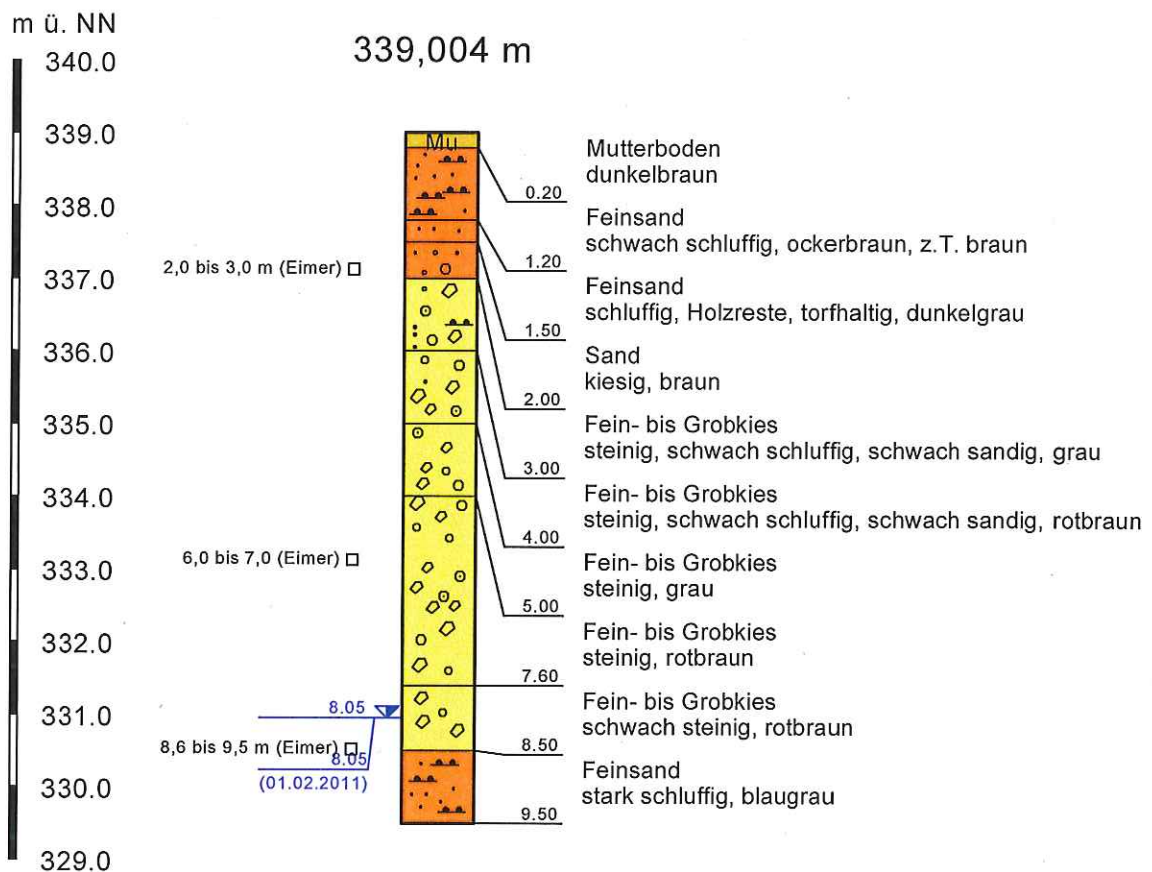 m ü. NN
339,004 m
340.0
339.0
338.0
337.0
336.0
335.0
334.0
333.0
332.0
331.0
330.0
329.0
2,0 bis 3,0 m (Eimer)
6,0 bis 7,0 (Eimer)
8.05
8,6 bis 9,5 m (Eimer)
8.05
(01.02.2011)
Mu
0.20
1.20
1.50
2.00
3.00
4.00
5.00
7.60
8.50
9.50
Mutterboden
dunkelbraun
Feinsand
schwach schluffig, ockerbraun, z.T. braun
Feinsand
schluffig, Holzreste, torfhaltig, dunkelgrau
Sand
kiesig, braun
Fein- bis Grobkies
steinig, schwach schluffig, schwach sandig, grau
Fein- bis Grobkies
steinig, schwach schluffig, schwach sandig, rotbraun
Fein- bis Grobkies
steinig, grau
Fein- bis Grobkies
steinig, rotbraun
Fein- bis Grobkies
schwach steinig, rotbraun
Feinsand
stark schluffig, blaugrau